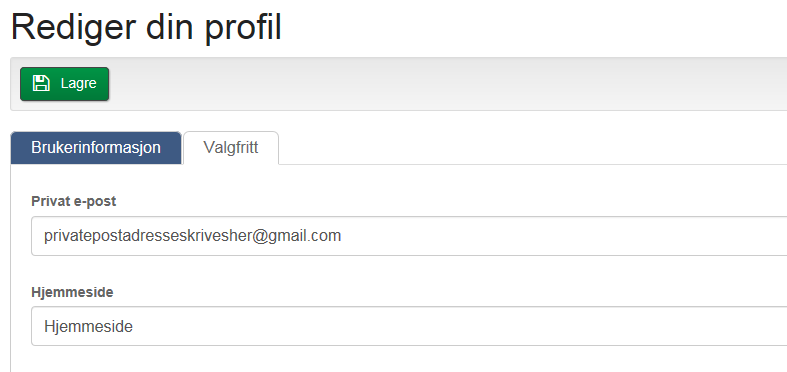 Rediger din profil
Lagre
Brukerinformasjon Valgfritt
Privat e-post
privatepostadresseskrivesher@gmail.com
Hjemmeside
Hjemmeside